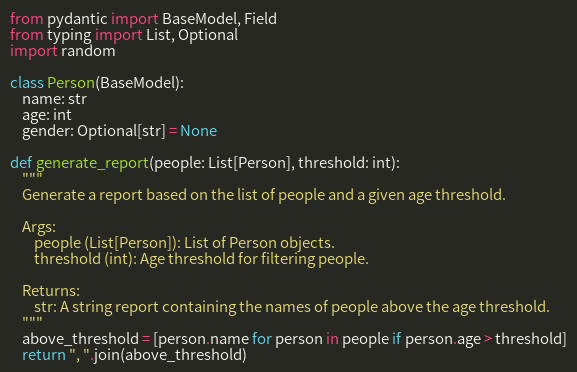 from pydantic import BaseModel, Field
from typing import List, Optional
import random

class Person(BaseModel):
    name: str
    age: int
    gender: Optional[str] = None

def generate_report(people: List[Person], threshold: int):
    """
    Generate a report based on the list of people and a given age threshold.

    Args:
        people (List[Person]): List of Person objects.
        threshold (int): Age threshold for filtering people.

    Returns:
        str: A string report containing the names of people above the age threshold.
    """
    above_threshold = [person.name for person in people if person.age > threshold]
    return ", ".join(above_threshold)